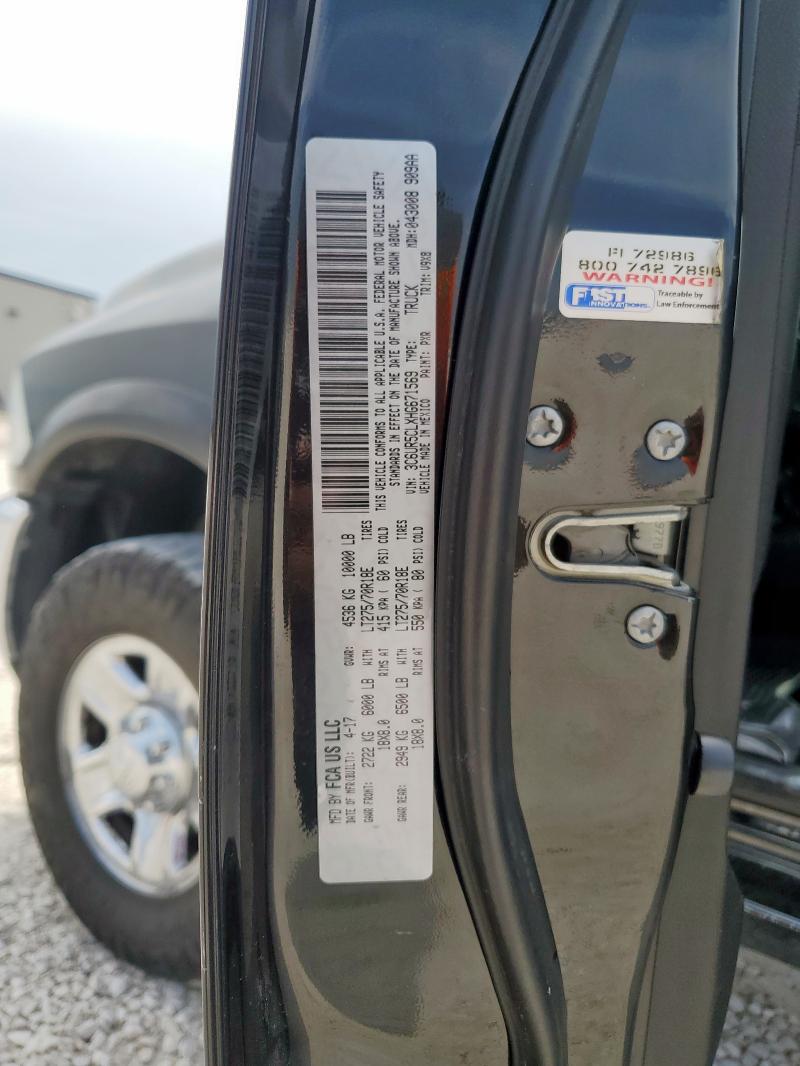 MFD BY FCA US LLC
DATE OF MFR(BUILT): 4-17 GVWR: 4536 KG 10000 LB
GAWR FRONT: 2722 KG 6000 LB WITH LT275/70R18E TIRES
18X8.0 RIMS AT 415 KPA ( 60 PSI) COLD
GAWR REAR: 2949 KG 6500 LB WITH LT275/70R18E TIRES
18X8.0 RIMS AT 550 KPA ( 80 PSI) COLD
THIS VEHICLE CONFORMS TO ALL APPLICABLE U.S.A. FEDERAL MOTOR VEHICLE SAFETY
STANDARDS IN EFFECT ON THE DATE OF MANUFACTURE SHOWN ABOVE.
VIN: 3C6UR5CLXHG671569 TYPE: TRUCK MDH:043008 909AA
VEHICLE MADE IN MEXICO PAINT: PXR TRIM: V9X8
FI 72986
800 742 7896
WARNING!
F1RST
INNOVATIONS
Traceable by
Law Enforcement